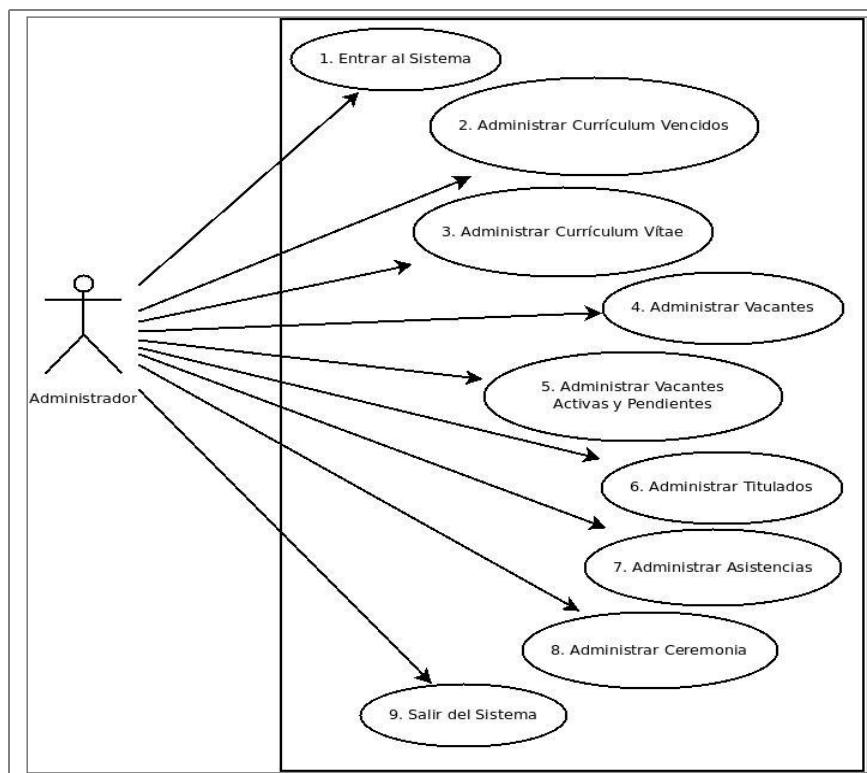 1. Entrar al Sistema
2. Administrar Currículum Vencidos
3. Administrar Currículum Vítae
4. Administrar Vacantes
5. Administrar Vacantes
Activas y Pendientes
Administrador
6. Administrar Titulados
7. Administrar Asistencias
8. Administrar Ceremonia
9. Salir del Sistema